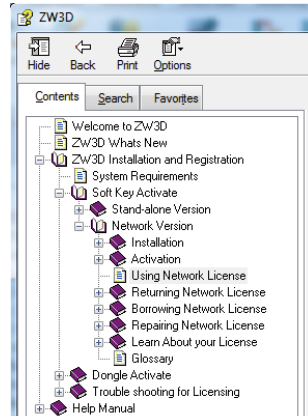 ZW3D
Hide Back Print Options
Contents Search Favorites
Welcome to ZW3D
ZW3D Whats New
ZW3D Installation and Registration
System Requirements
Soft Key Activate
Stand-alone Version
Network Version
Installation
Activation
Using Network License
Returning Network License
Borrowing Network License
Repairing Network License
Learn About your License
Glossary
Dongle Activate
Trouble shooting for Licensing
Help Manual